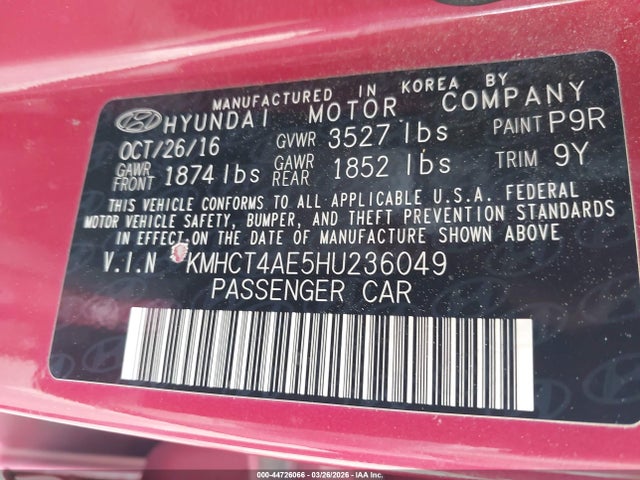 MANUFACTURED IN KOREA BY
HYUNDAI MOTOR COMPANY
OCT/26/16 GVWR 3527 lbs PAINT P9R
GAWR FRONT 1874 lbs GAWR REAR 1852 lbs TRIM 9Y
THIS VEHICLE CONFORMS TO ALL APPLICABLE U.S.A. FEDERAL
MOTOR VEHICLE SAFETY, BUMPER, AND THEFT PREVENTION STANDARDS
IN EFFECT ON THE DATE OF MANUFACTURE SHOWN ABOVE
V.I.N KMHCT4AE5HU236049
PASSENGER CAR
000-44726066 | 03/26/2026 | IAA Inc.